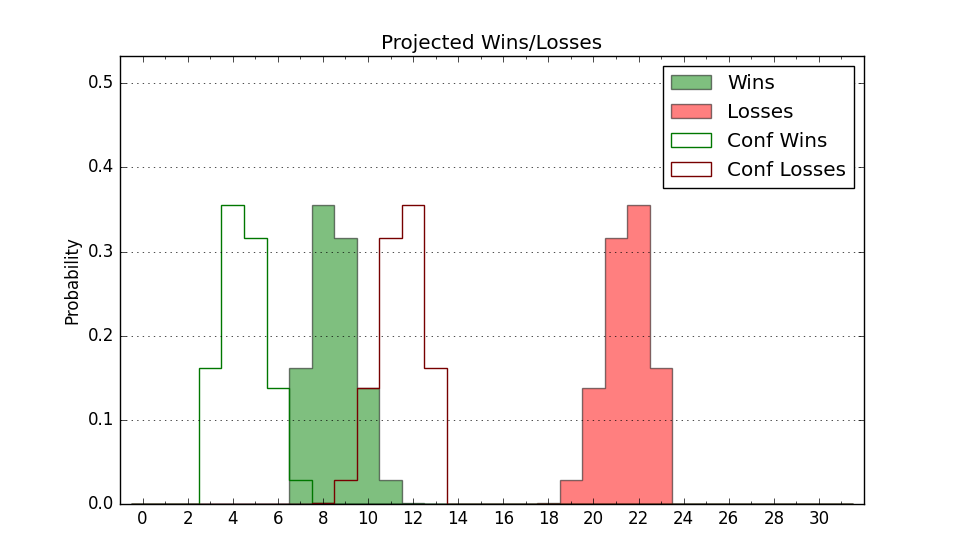 Projected Wins/Losses
Wins
Losses
Conf Wins
Conf Losses
Probability
0.5
0.4
0.3
0.2
0.1
0.0
0 2 4 6 8 10 12 14 16 18 20 22 24 26 28 30